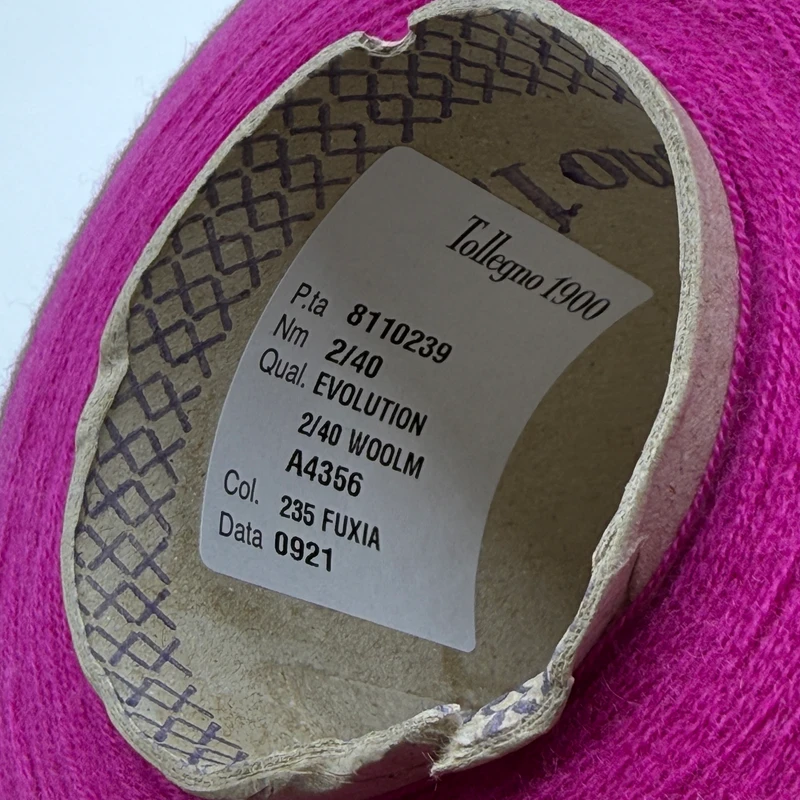 Tollegno 1900
P.ta 8110239
Nm 2/40
Qual. EVOLUTION
2/40 WOOLM
A4356
Col. 235 FUXIA
Data 0921